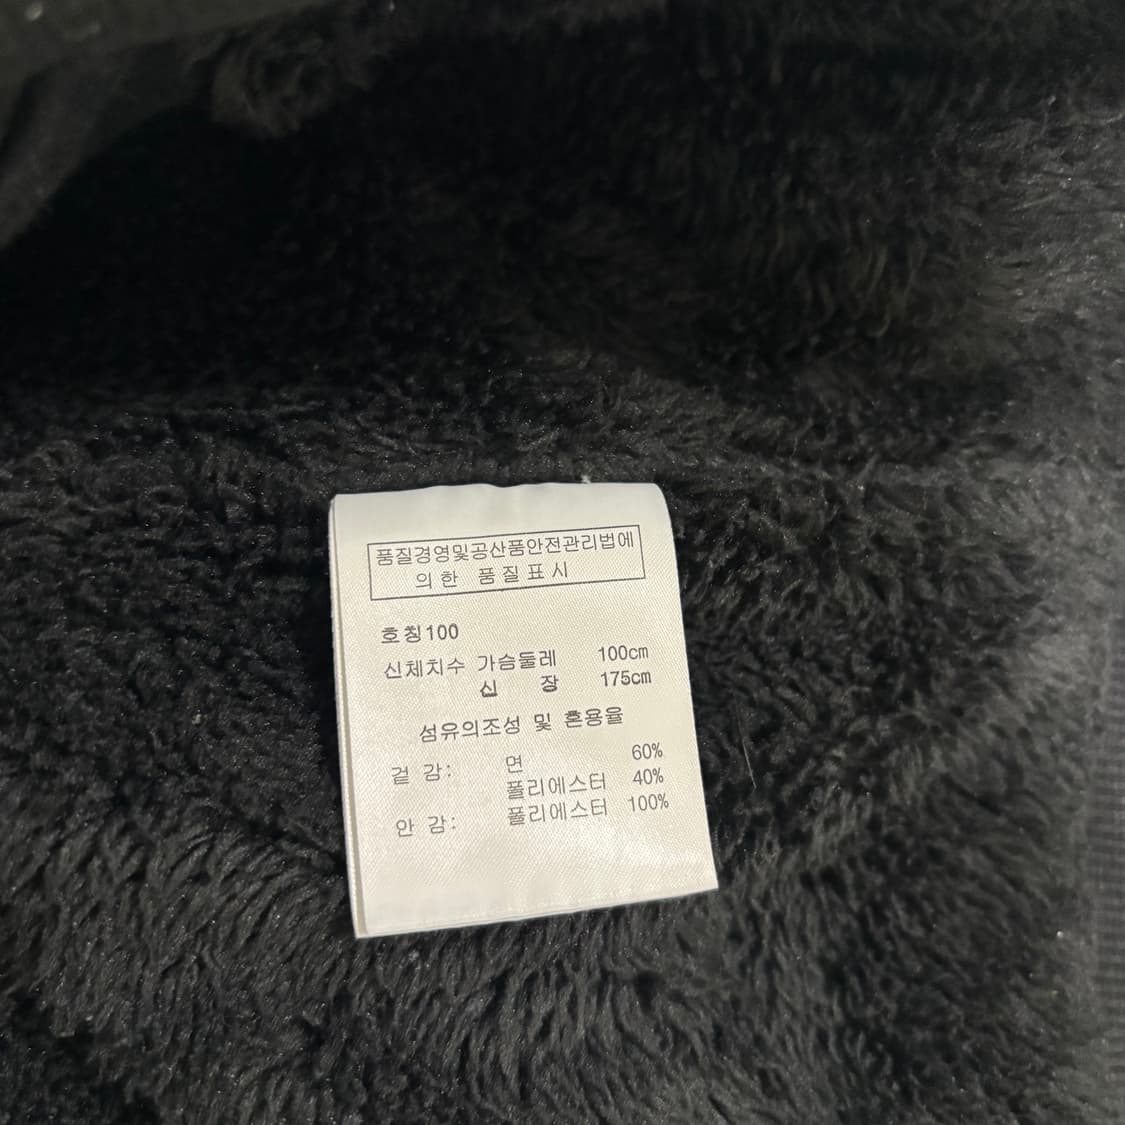 품질경영및공산품안전관리법에
의한 품질표시
호칭100
신체치수 가슴둘레 100cm
신 장 175cm
섬유의조성 및 혼용율
겉 감: 면 60%
폴리에스터 40%
안 감: 폴리에스터 100%